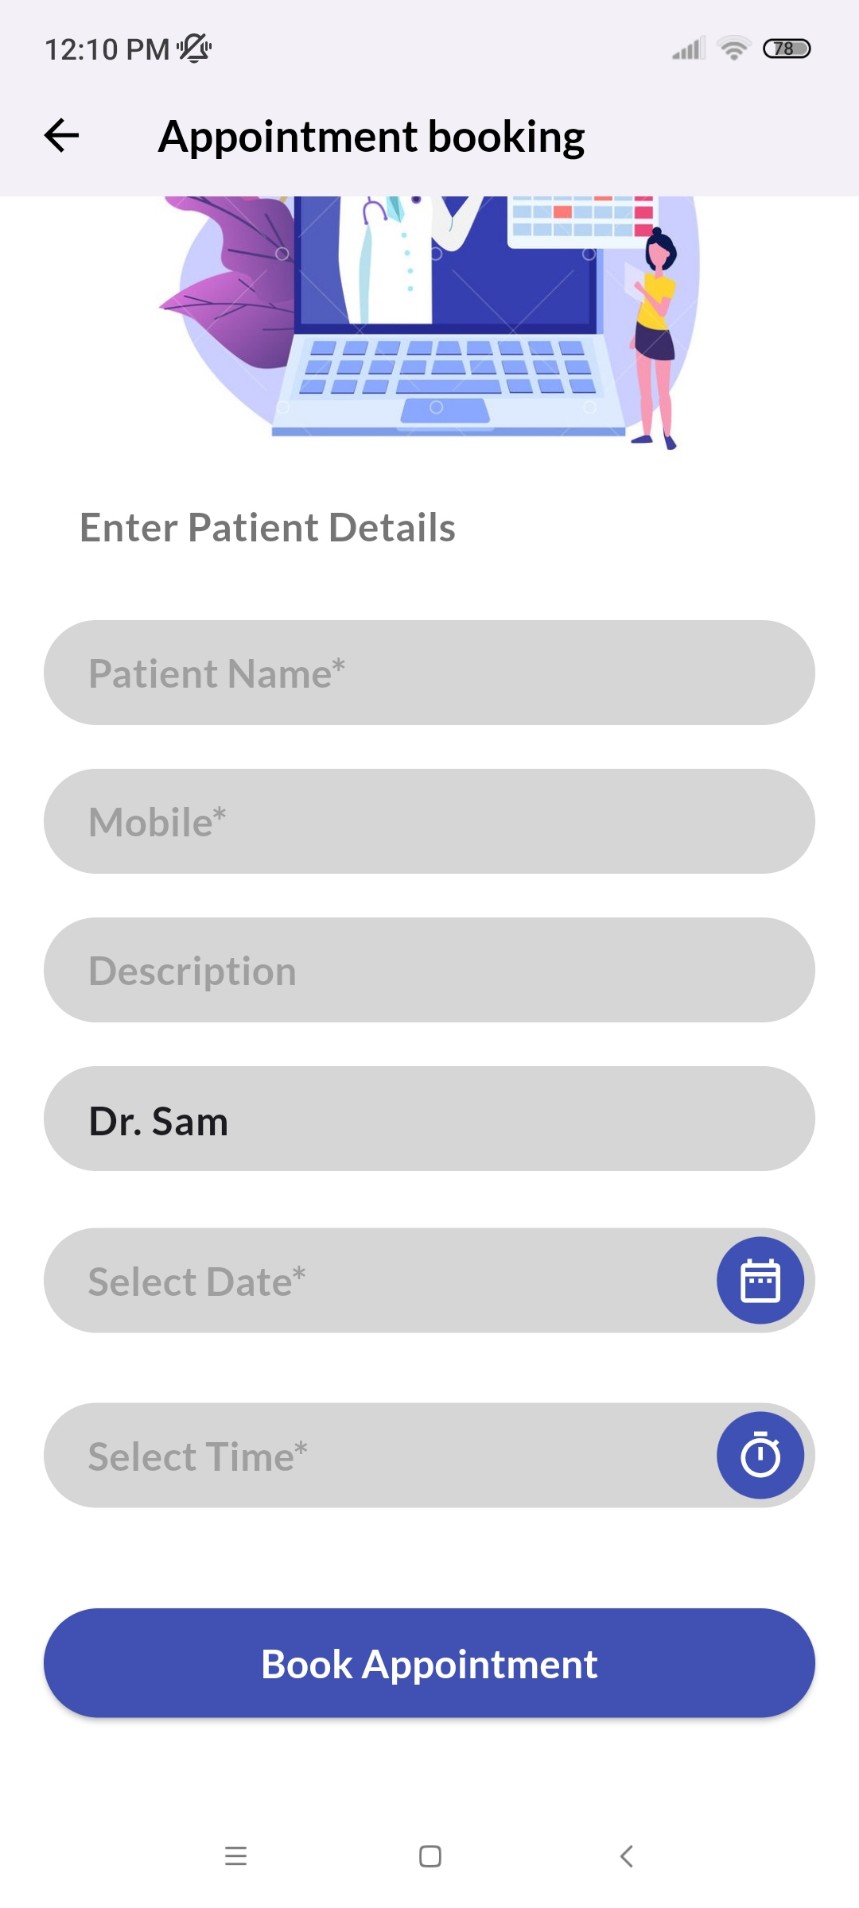 12:10 PM
78
Appointment booking
Enter Patient Details
Patient Name*
Mobile*
Description
Dr. Sam
Select Date*
Select Time*
Book Appointment